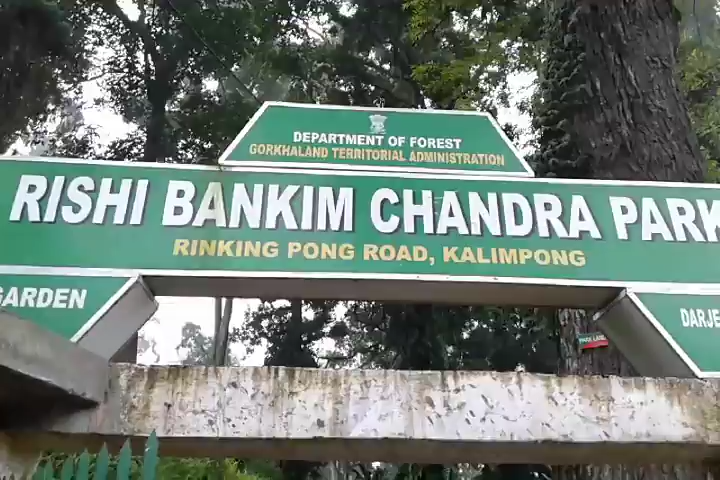 DEPARTMENT OF FOREST
GORKHALAND TERRITORIAL ADMINISTRATION
RISHI BANKIM CHANDRA PARK
RINKING PONG ROAD, KALIMPONG
GARDEN
DARJE